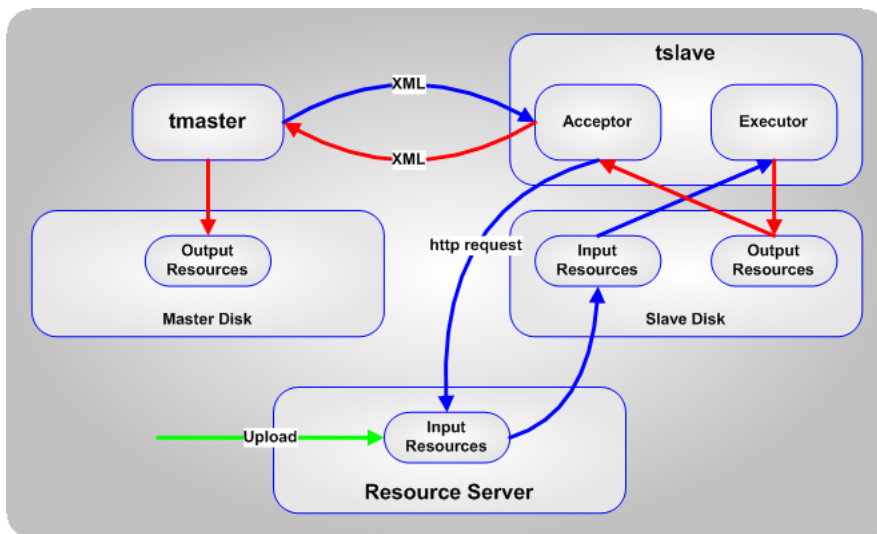 tslave
XML
tmaster
Acceptor
Executor
XML
http request
Output
Resources
Input
Resources
Output
Resources
Master Disk
Slave Disk
Upload
Input
Resources
Resource Server